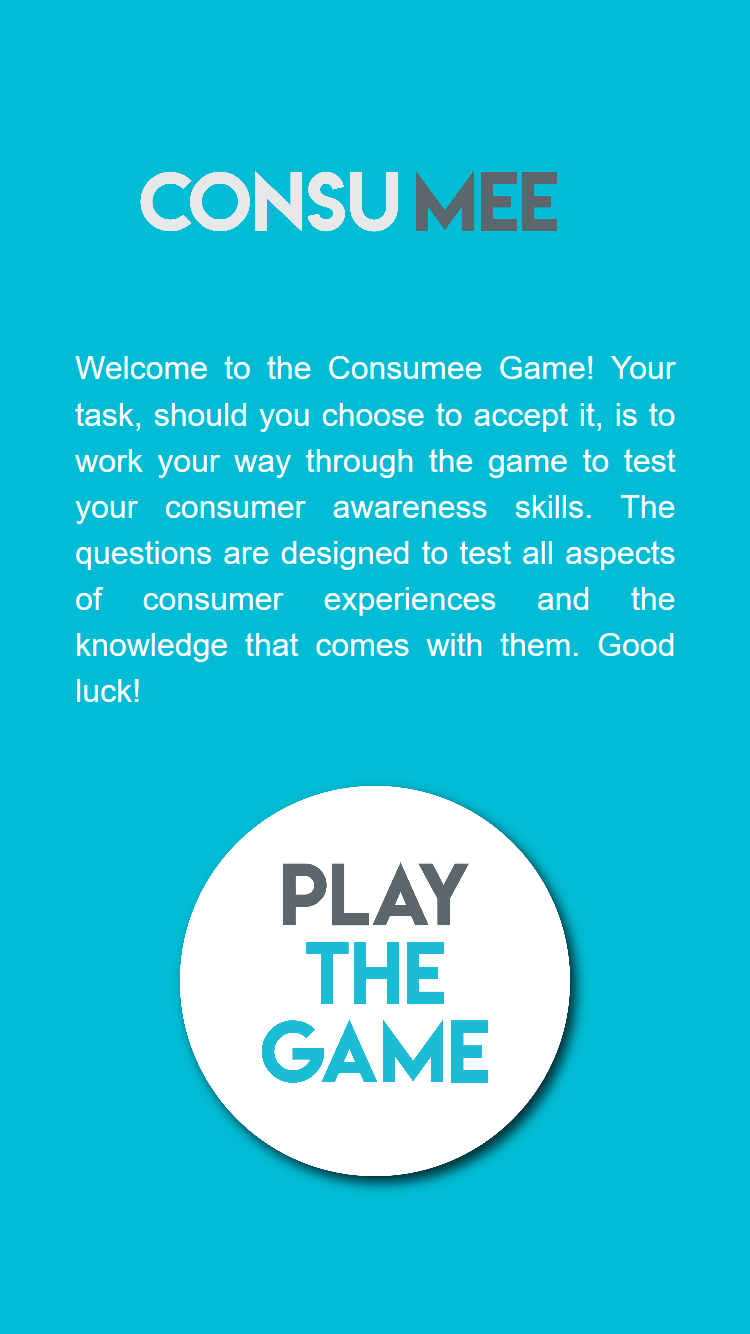 CONSUMEE
Welcome to the Consumee Game! Your
task, should you choose to accept it, is to
work your way through the game to test
your consumer awareness skills. The
questions are designed to test all aspects
of consumer experiences and the
knowledge that comes with them. Good
luck!
PLAY
THE
GAME